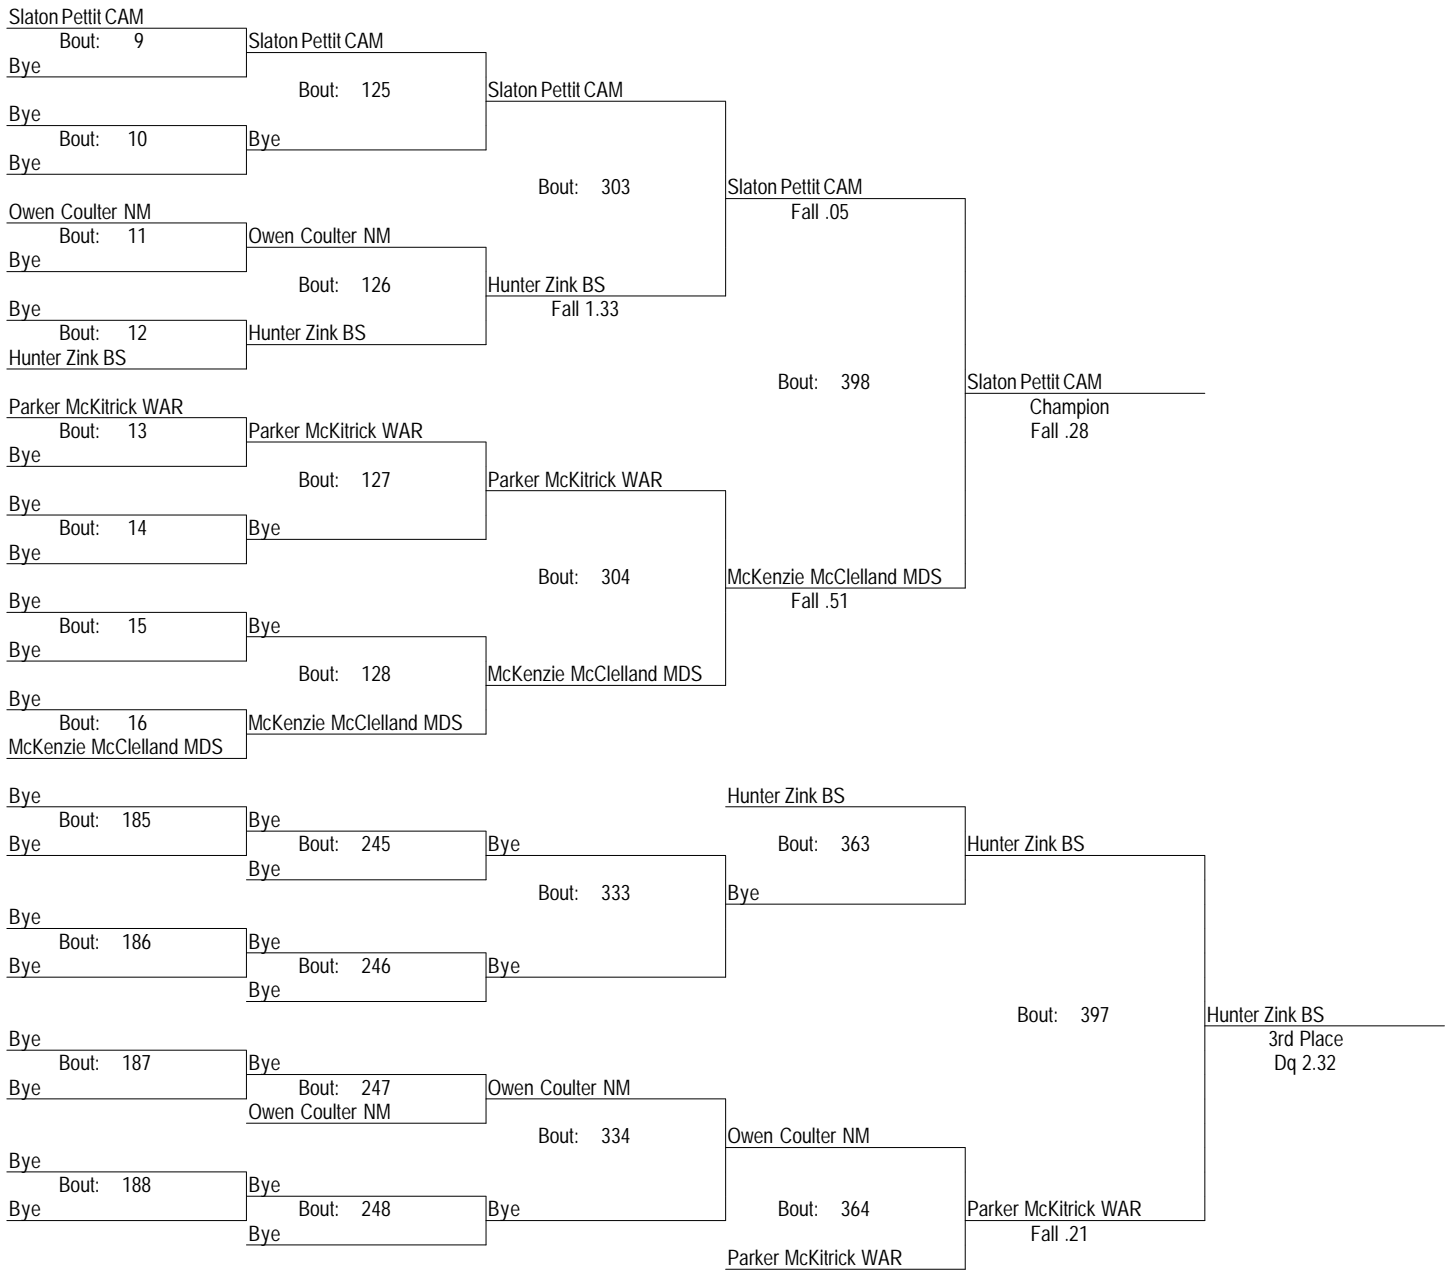 Slaton Pettit CAM
Bout: 9 Slaton Pettit CAM
Bye
Bout: 125 Slaton Pettit CAM
Bye
Bout: 10 Bye
Bye
Bout: 303 Slaton Pettit CAM
Owen Coulter NM Fall .05
Bout: 11 Owen Coulter NM
Bye
Bout: 126 Hunter Zink BS
Bye Fall 1.33
Bout: 12 Hunter Zink BS
Hunter Zink BS
Bout: 398 Slaton Pettit CAM
Parker McKitrick WAR Champion
Bout: 13 Parker McKitrick WAR Fall .28
Bye
Bout: 127 Parker McKitrick WAR
Bye
Bout: 14 Bye
Bye
Bout: 304 McKenzie McClelland MDS
Bye Fall .51
Bout: 15 Bye
Bye
Bout: 128 McKenzie McClelland MDS
Bye
Bout: 16 McKenzie McClelland MDS
McKenzie McClelland MDS
Bye Hunter Zink BS
Bout: 185 Bye
Bye Bout: 245 Bye Bout: 363 Hunter Zink BS
Bye
Bout: 333 Bye
Bye
Bout: 186 Bye
Bye Bout: 246 Bye
Bye
Bout: 397 Hunter Zink BS
Bye 3rd Place
Bout: 187 Bye Dq 2.32
Bye Bout: 247 Owen Coulter NM
Owen Coulter NM
Bout: 334 Owen Coulter NM
Bye
Bout: 188 Bye
Bye Bout: 248 Bye Bout: 364 Parker McKitrick WAR
Bye Fall .21
Parker McKitrick WAR